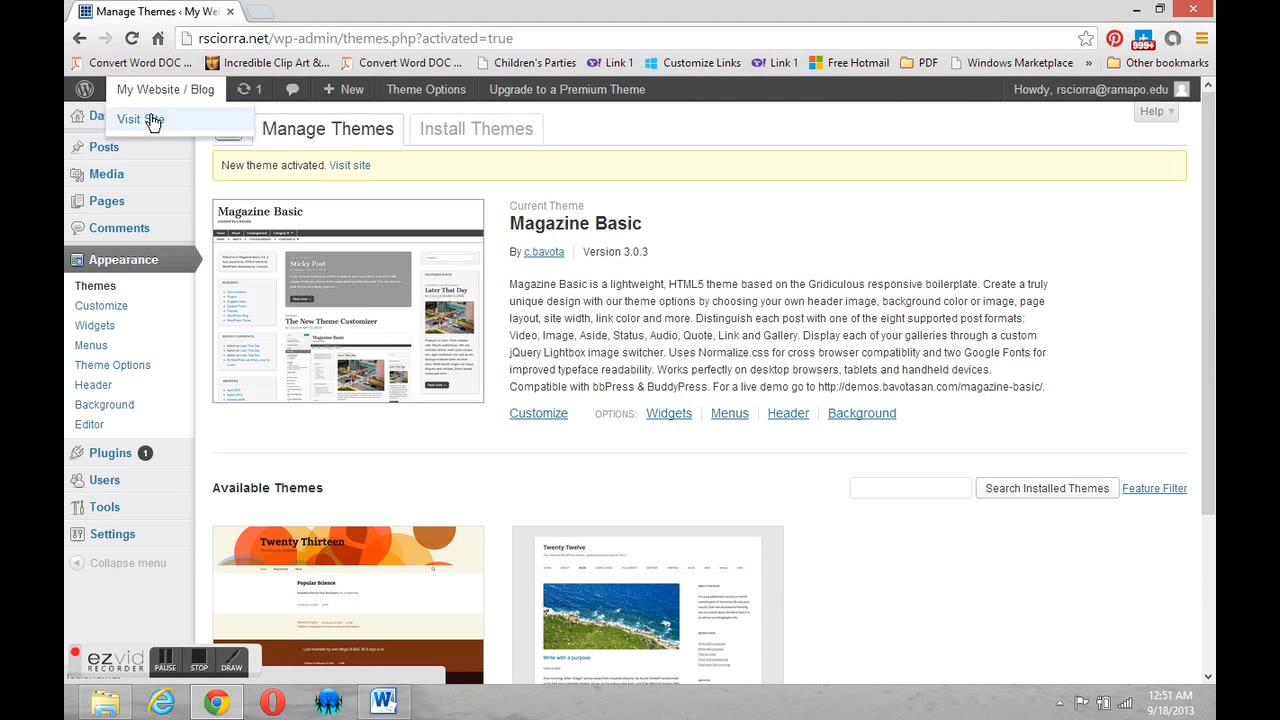 Manage Themes ‹ My We
rsciorra.net/wp-admin/themes.php?activated=true
Convert Word DOC ... Incredible Clip Art &... Convert Word DOC ... Children's Parties Link 1 Customize Links Link 1 Free Hotmail PDF Windows Marketplace » Other bookmarks
999+
My Website / Blog 1 New Theme Options Upgrade to a Premium Theme Howdy, rsciorra@ramapo.edu
Visit Site
Help
Manage Themes Install Themes
Posts
Media
Pages
Comments
Appearance
Themes
Customize
Widgets
Menus
Theme Options
Header
Background
Editor
Plugins 1
Users
Tools
Settings
New theme activated. Visit site
Magazine Basic
Sticky Post
Later That Day
The New Theme Customizer
Current Theme
Magazine Basic
By c.bavota Version 3.0.3
Magazine Basic is a lightweight, HTML5 theme based on the Gridiculous responsive boilerplate. Create a truly
unique design with our theme options by choosing your own header image, background color or image, page
layout, site width, link color and more. Distinguish each post with one of the eight supported post formats:
Video, Image, Aside, Status, Audio, Quote, Link and Gallery. Display each of your galleries through a custom
jQuery Lightbox image switcher. Uses Normalize.css for cross browser compatibility and two Google Fonts for
improved typeface readability. Works perfectly on desktop browsers, tablets and handheld devices.
Compatible with bbPress & BuddyPress. For a live demo go to http://demos.bavotasan.com/magazine-basic/.
Customize OPTIONS: Widgets Menus Header Background
Available Themes
Search Installed Themes Feature Filter
Twenty Thirteen
Popular Science
Twenty Twelve
Write with a purpose
ezvid
RECORDER
PAUSE STOP DRAW
12:51 AM
9/18/2013